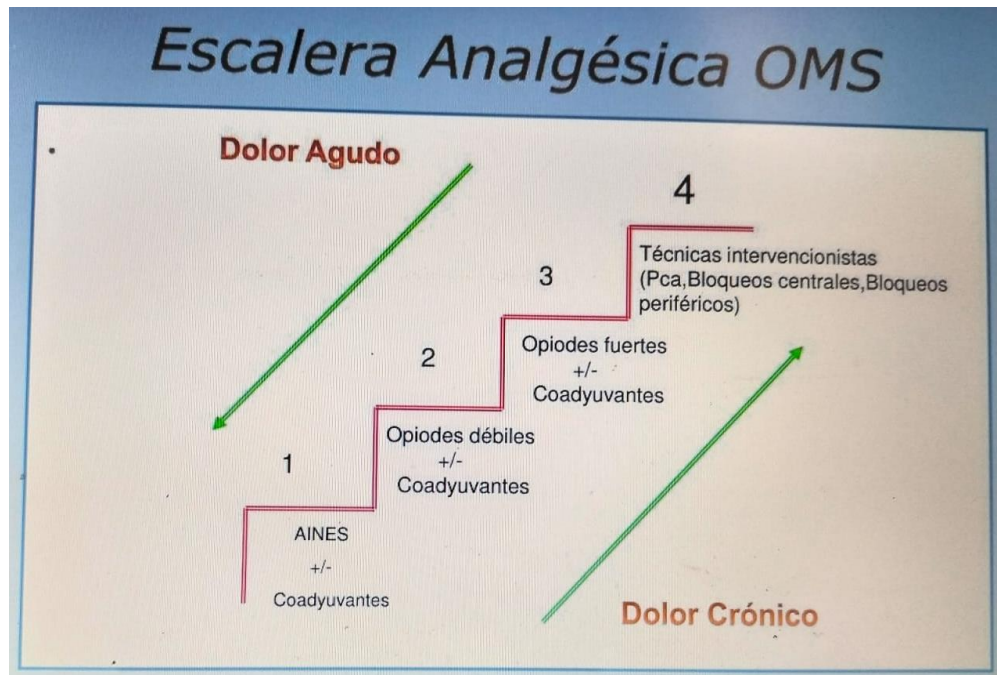 Escalera Analgésica OMS
Dolor Agudo
4
Técnicas intervencionistas
(Pca,Bloqueos centrales,Bloqueos
periféricos)
3
Opiodes fuertes
+/-
Coadyuvantes
2
Opiodes débiles
+/-
Coadyuvantes
1
AINES
+/-
Coadyuvantes
Dolor Crónico